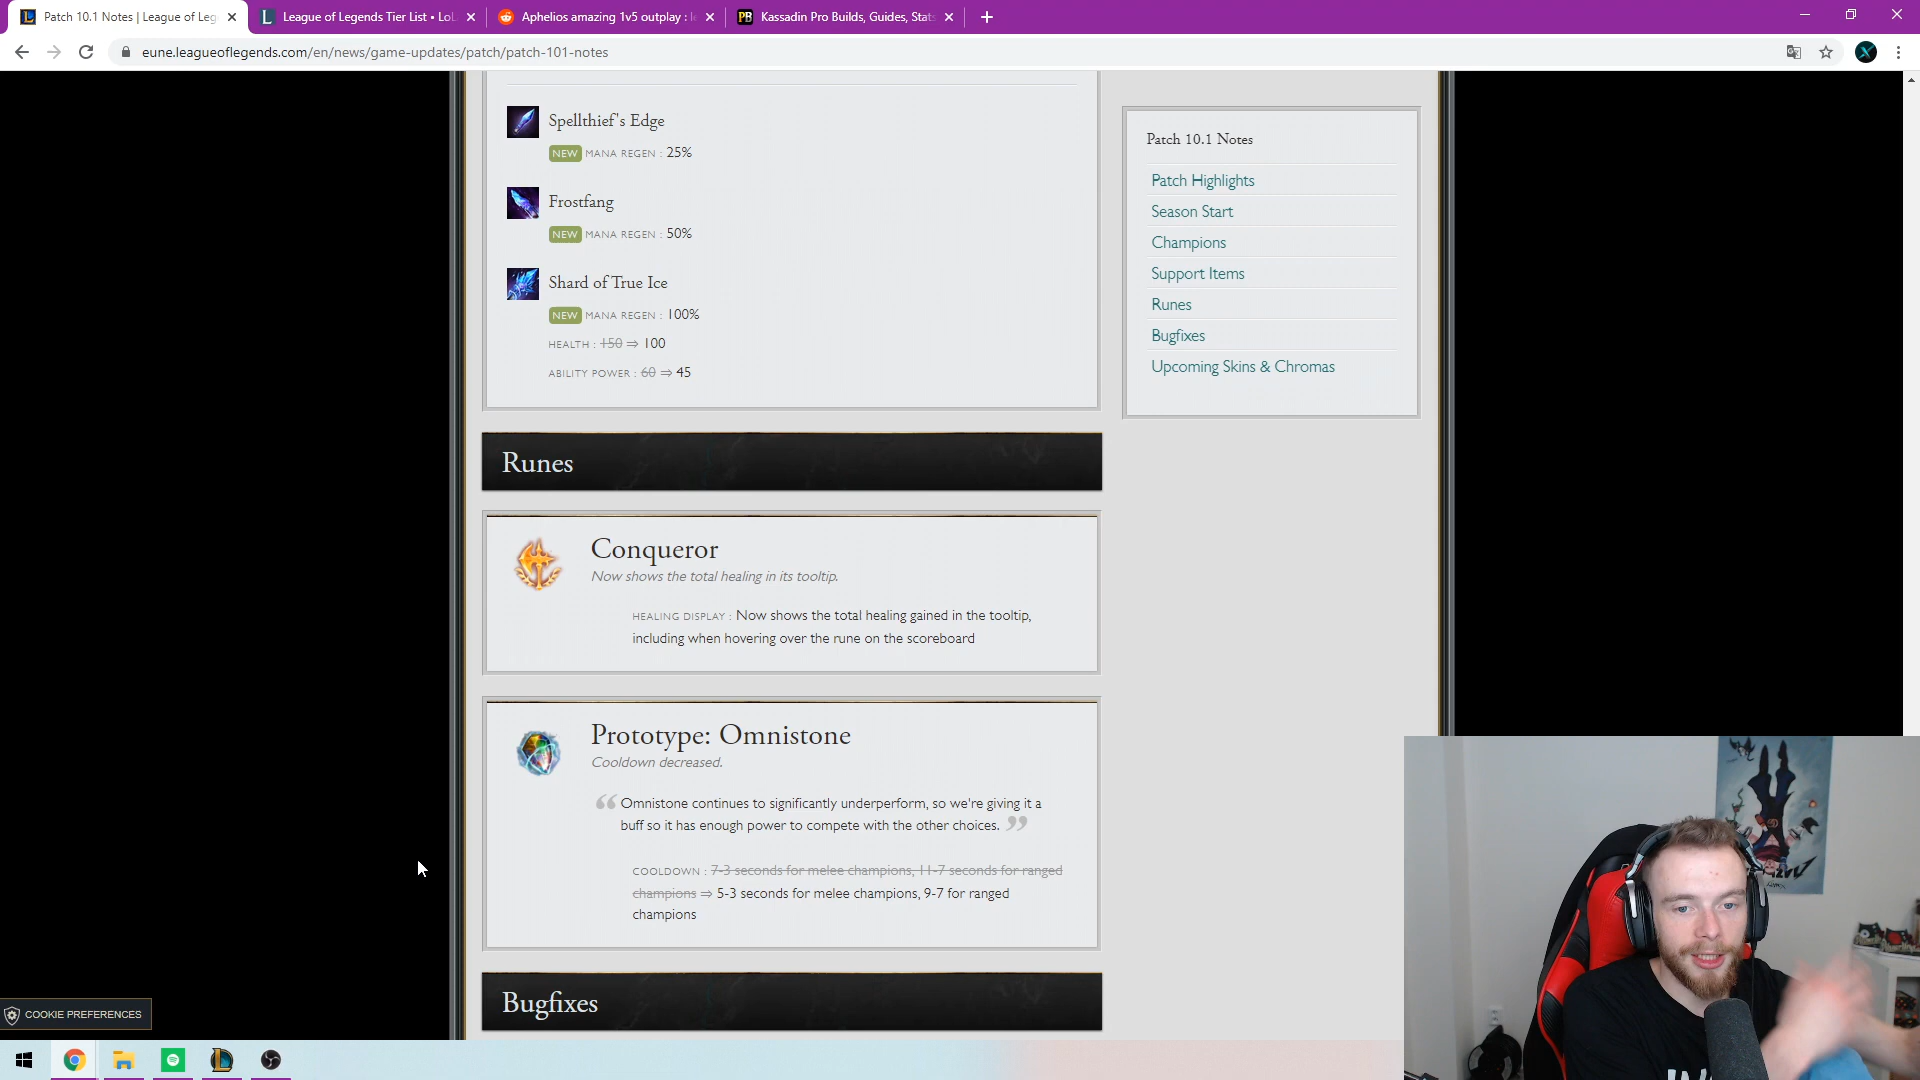 Patch 10.1 Notes | League of Leg
League of Legends Tier List • LoL
Aphelios amazing 1v5 outplay : le
Kassadin Pro Builds, Guides, Stats
eune.leagueoflegends.com/en/news/game-updates/patch/patch-101-notes
Spellthief's Edge
NEW MANA REGEN : 25%
Frostfang
NEW MANA REGEN : 50%
Shard of True Ice
NEW MANA REGEN : 100%
HEALTH : 150 ⇒ 100
ABILITY POWER : 60 ⇒ 45
Patch 10.1 Notes
Patch Highlights
Season Start
Champions
Support Items
Runes
Bugfixes
Upcoming Skins & Chromas
Runes
Conqueror
Now shows the total healing in its tooltip.
HEALING DISPLAY : Now shows the total healing gained in the tooltip,
including when hovering over the rune on the scoreboard
Prototype: Omnistone
Cooldown decreased.
“ Omnistone continues to significantly underperform, so we're giving it a
buff so it has enough power to compete with the other choices. ”
COOLDOWN : 7-3 seconds for melee champions, 11-7 seconds for ranged
champions ⇒ 5-3 seconds for melee champions, 9-7 for ranged
champions
Bugfixes
COOKIE PREFERENCES